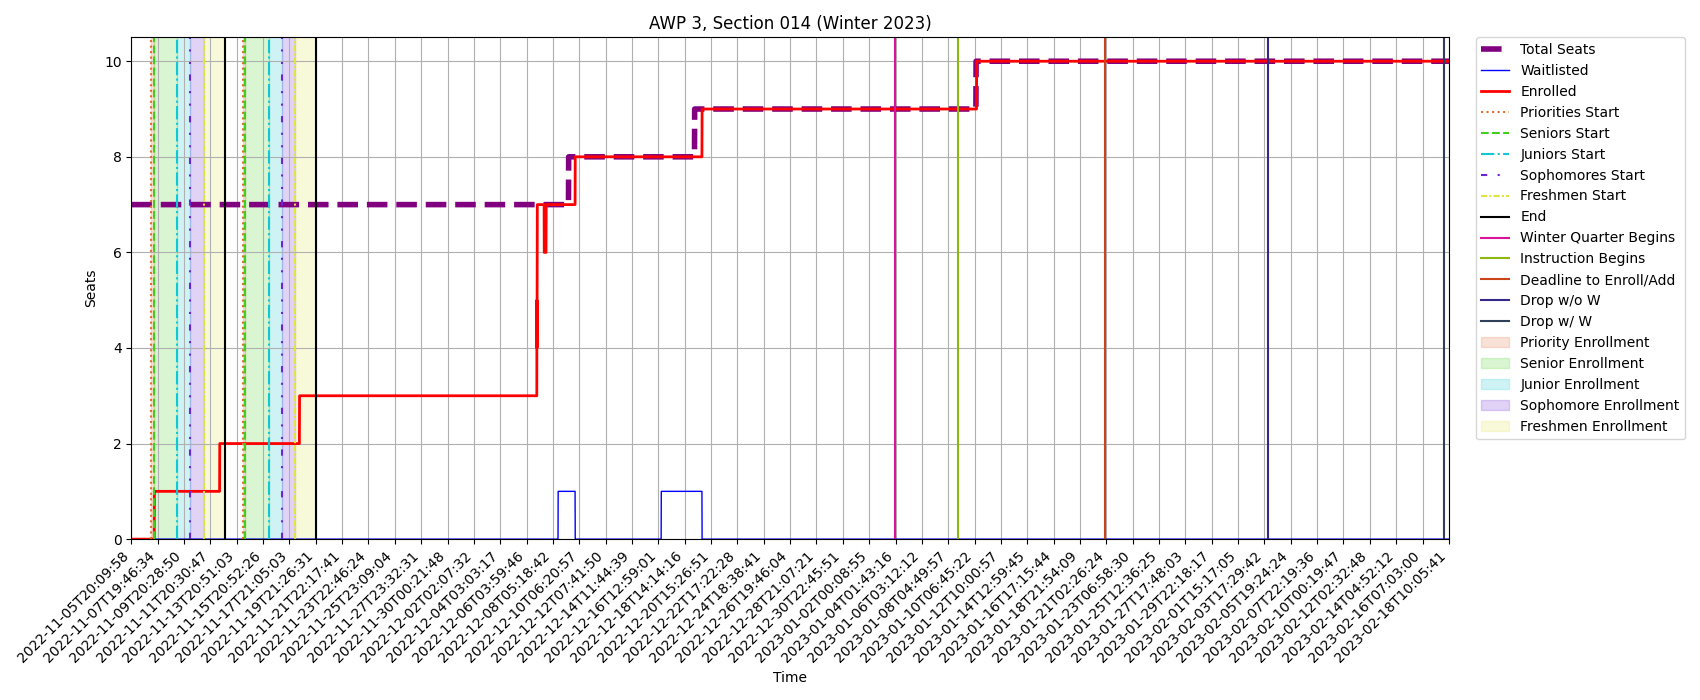 AWP 3, Section 014 (Winter 2023)
10
8
6
4
2
0
Seats
2022-11-05T20:09:58
2022-11-07T19:46:34
2022-11-09T20:28:50
2022-11-11T20:30:47
2022-11-13T20:51:03
2022-11-15T20:52:26
2022-11-17T21:05:03
2022-11-19T21:26:31
2022-11-21T22:17:41
2022-11-23T22:46:24
2022-11-25T23:09:04
2022-11-27T23:32:31
2022-11-30T00:21:48
2022-12-02T02:07:32
2022-12-04T03:03:17
2022-12-06T03:59:46
2022-12-08T05:18:42
2022-12-10T06:20:57
2022-12-12T07:41:50
2022-12-14T11:44:39
2022-12-16T12:59:01
2022-12-18T14:14:16
2022-12-20T15:26:51
2022-12-22T17:22:28
2022-12-24T18:38:41
2022-12-26T19:46:04
2022-12-28T21:07:21
2022-12-30T22:45:51
2023-01-02T00:08:55
2023-01-04T01:43:16
2023-01-06T03:12:12
2023-01-08T04:49:57
2023-01-10T06:45:22
2023-01-12T10:00:57
2023-01-14T12:59:45
2023-01-16T17:15:44
2023-01-18T21:54:09
2023-01-21T02:26:24
2023-01-23T06:58:30
2023-01-25T12:36:25
2023-01-27T17:48:03
2023-01-29T22:18:17
2023-02-01T15:17:05
2023-02-03T17:29:42
2023-02-05T19:24:24
2023-02-07T22:19:36
2023-02-10T00:19:47
2023-02-12T02:32:48
2023-02-14T04:52:12
2023-02-16T07:03:00
2023-02-18T10:05:41
Time
Total Seats
Waitlisted
Enrolled
Priorities Start
Seniors Start
Juniors Start
Sophomores Start
Freshmen Start
End
Winter Quarter Begins
Instruction Begins
Deadline to Enroll/Add
Drop w/o W
Drop w/ W
Priority Enrollment
Senior Enrollment
Junior Enrollment
Sophomore Enrollment
Freshmen Enrollment